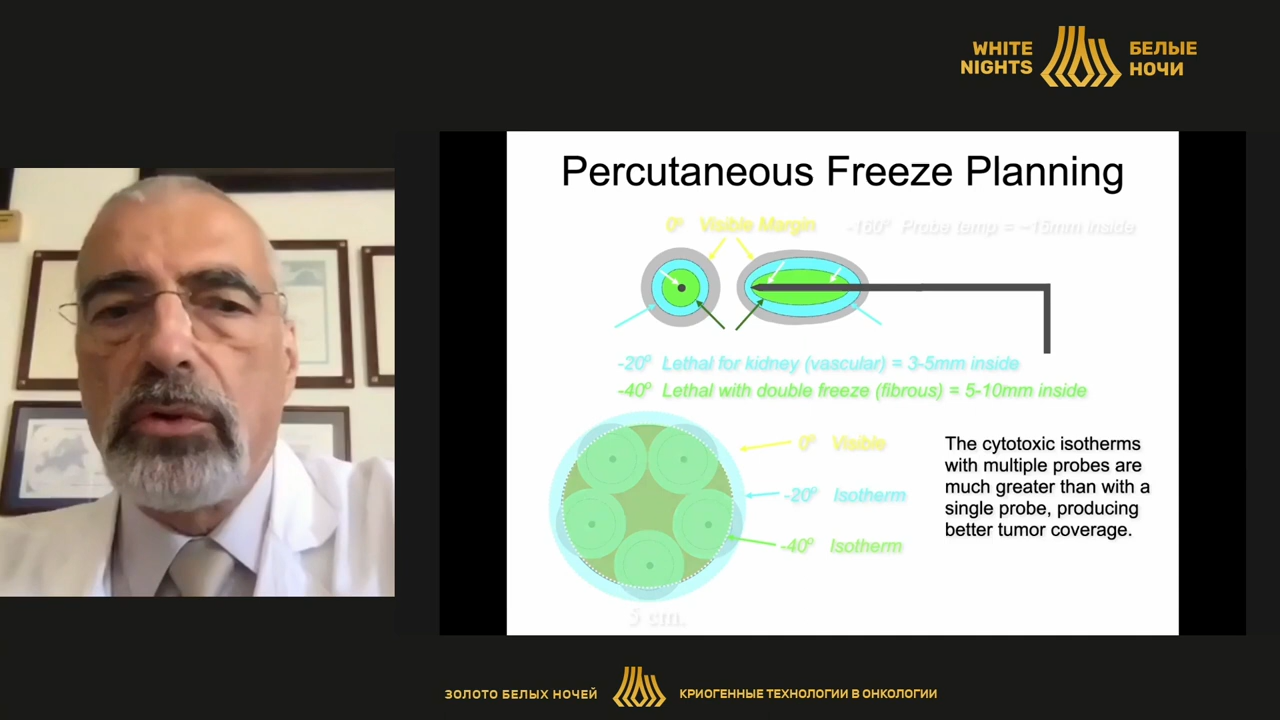 WHITE
NIGHTS
БЕЛЫЕ
НОЧИ
Percutaneous Freeze Planning
0° Visible Margin
-160° Probe temp = ~15mm inside
-20° Lethal for kidney (vascular) = 3-5mm inside
-40° Lethal with double freeze (fibrous) = 5-10mm inside
0° Visible
-20° Isotherm
-40° Isotherm
5 cm.
The cytotoxic isotherms
with multiple probes are
much greater than with a
single probe, producing
better tumor coverage.
ЗОЛОТО БЕЛЫХ НОЧЕЙ
КРИОГЕННЫЕ ТЕХНОЛОГИИ В ОНКОЛОГИИ